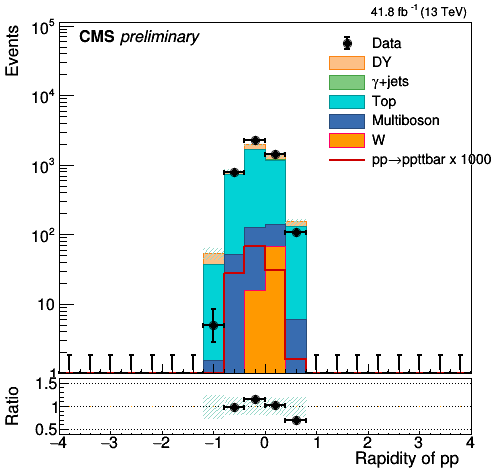 41.8 fb⁻¹ (13 TeV)
CMS preliminary
Events
10⁵
10⁴
10³
10²
10
1
Data
DY
γ+jets
Top
Multiboson
W
pp→ppttbar x 1000
Ratio
1.5
1
0.5
−4 −3 −2 −1 0 1 2 3 4
Rapidity of pp